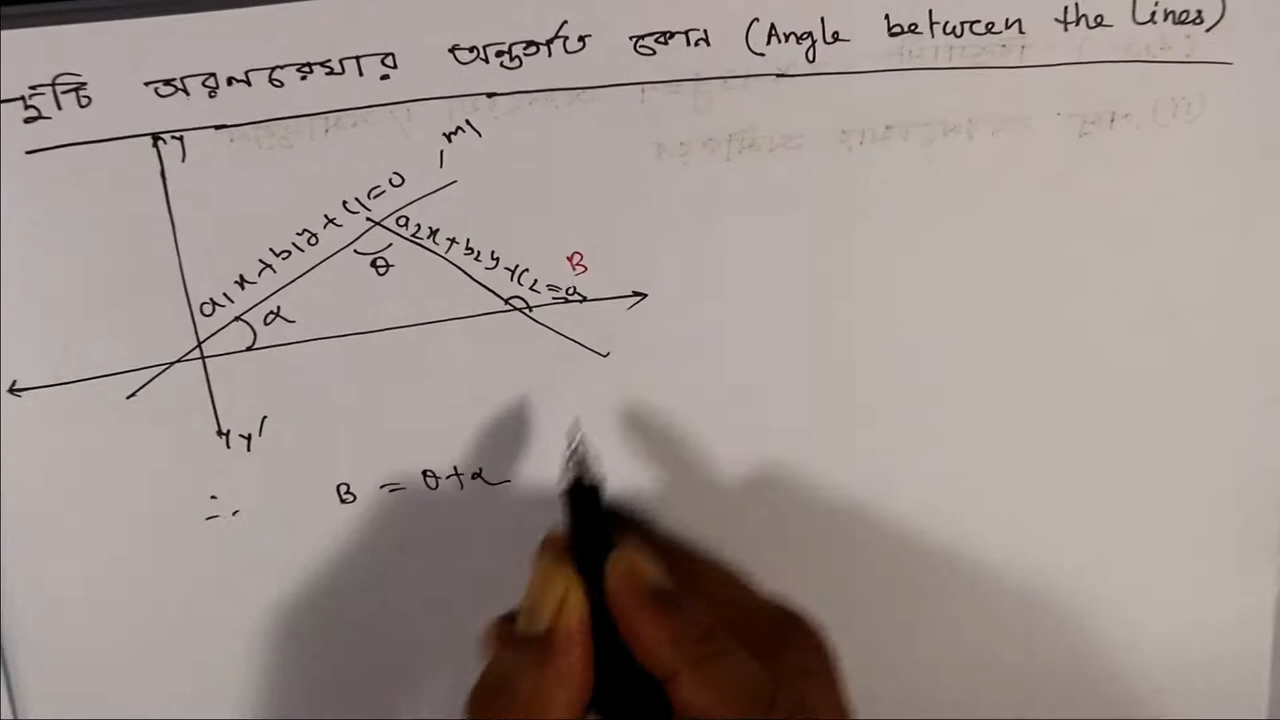 দুটি সরলরেখার অন্তর্গত কোন (Angle between the lines)
y
m1
a1x+b1y+c1=0
a2x+b2y+c2=0
B
θ
α
y'
∴ B = θ+α